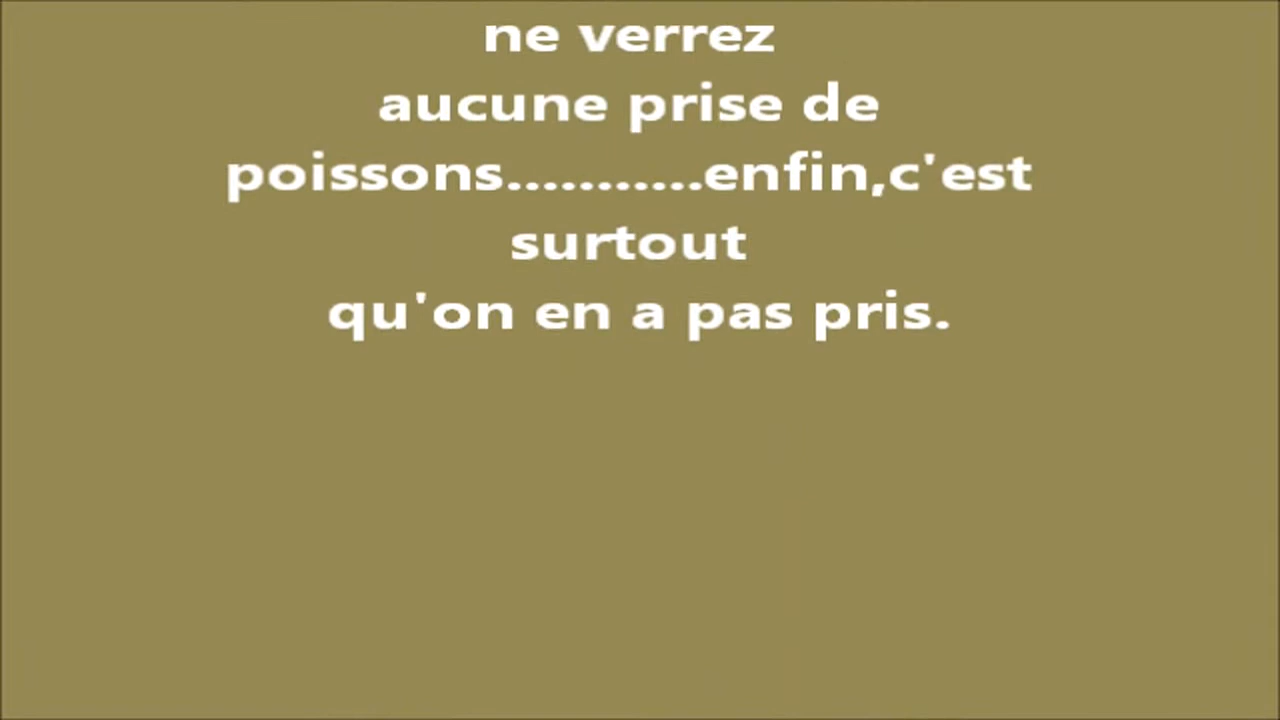 ne verrez
aucune prise de
poissons...........enfin,c'est
surtout
qu'on en a pas pris.